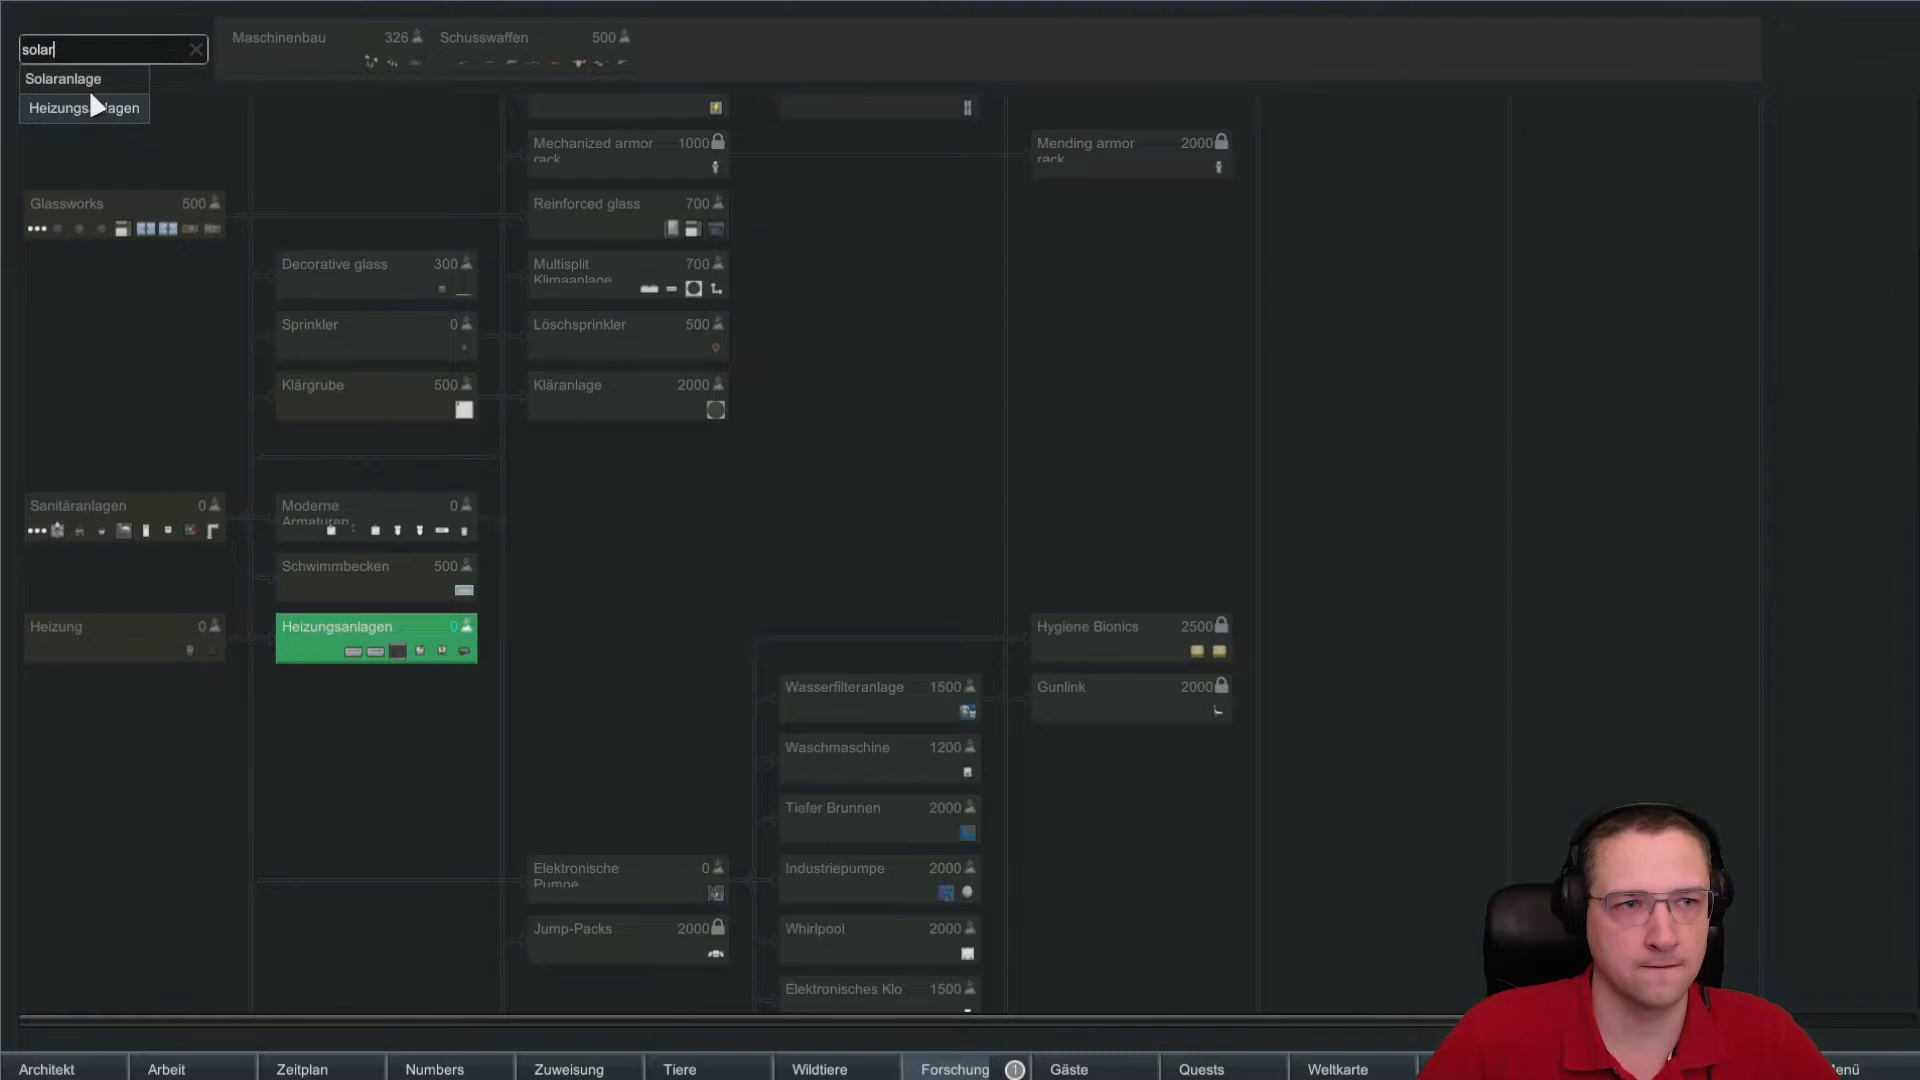 solar
Solaranlage
Heizungsanlagen
Maschinenbau 326
Schusswaffen 500
Mechanized armor rack 1000
Mending armor rack 2000
Glassworks 500
Reinforced glass 700
Decorative glass 300
Multisplit Klimaanlage 700
Sprinkler 0
Löschsprinkler 500
Klärgrube 500
Kläranlage 2000
Sanitäranlagen 0
Moderne Armaturen 0
Schwimmbecken 500
Heizung 0
Heizungsanlagen 0
Hygiene Bionics 2500
Wasserfilteranlage 1500
Gunlink 2000
Waschmaschine 1200
Tiefer Brunnen 2000
Elektronische Pumpe 0
Industriepumpe 2000
Jump-Packs 2000
Whirlpool 2000
Elektronisches Klo 1500
Architekt
Arbeit
Zeitplan
Numbers
Zuweisung
Tiere
Wildtiere
Forschung
1
Gäste
Quests
Weltkarte